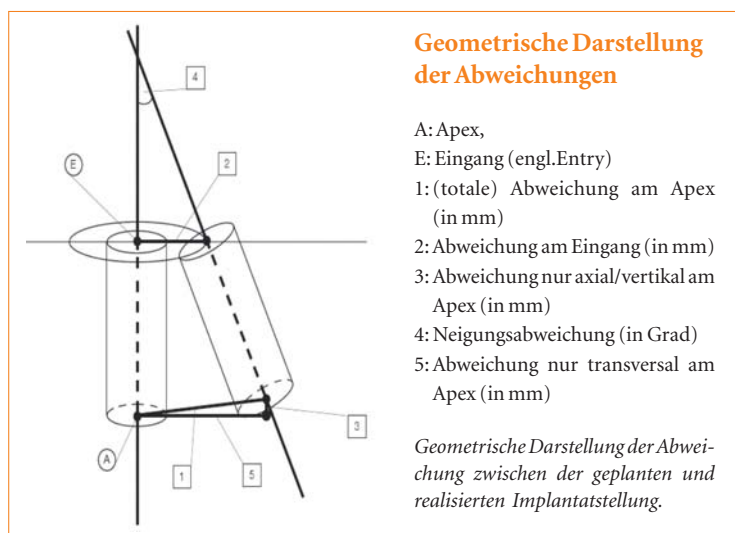 4
2
E
3
A
1
5
Geometrische Darstellung
der Abweichungen
A: Apex,
E: Eingang (engl.Entry)
1: (totale) Abweichung am Apex
(in mm)
2: Abweichung am Eingang (in mm)
3: Abweichung nur axial/vertikal am
Apex (in mm)
4: Neigungsabweichung (in Grad)
5: Abweichung nur transversal am
Apex (in mm)
Geometrische Darstellung der Abwei-
chung zwischen der geplanten und
realisierten Implantatstellung.